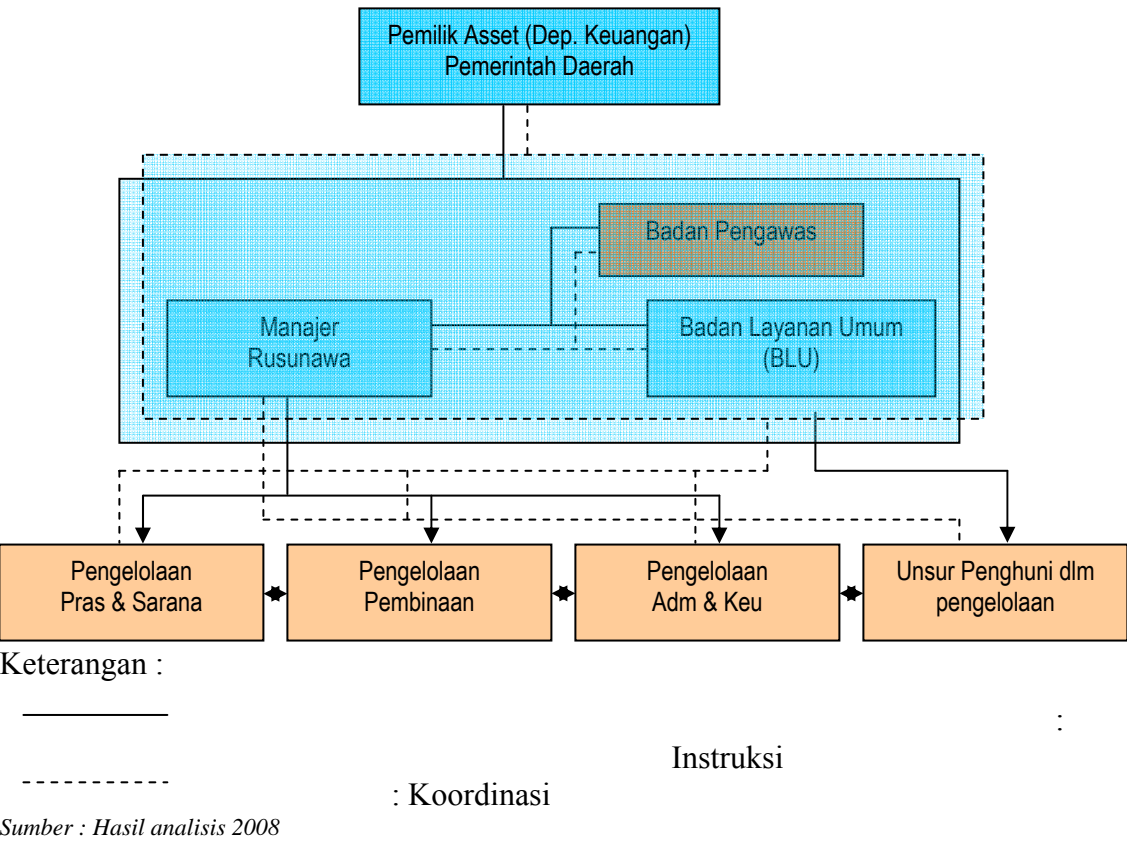 Pemilik Asset (Dep. Keuangan)
Pemerintah Daerah
Badan Pengawas
Manajer
Rusunawa
Badan Layanan Umum
(BLU)
Pengelolaan
Pras & Sarana
Pengelolaan
Pembinaan
Pengelolaan
Adm & Keu
Unsur Penghuni dlm
pengelolaan
Keterangan :
:
Instruksi
: Koordinasi
Sumber : Hasil analisis 2008